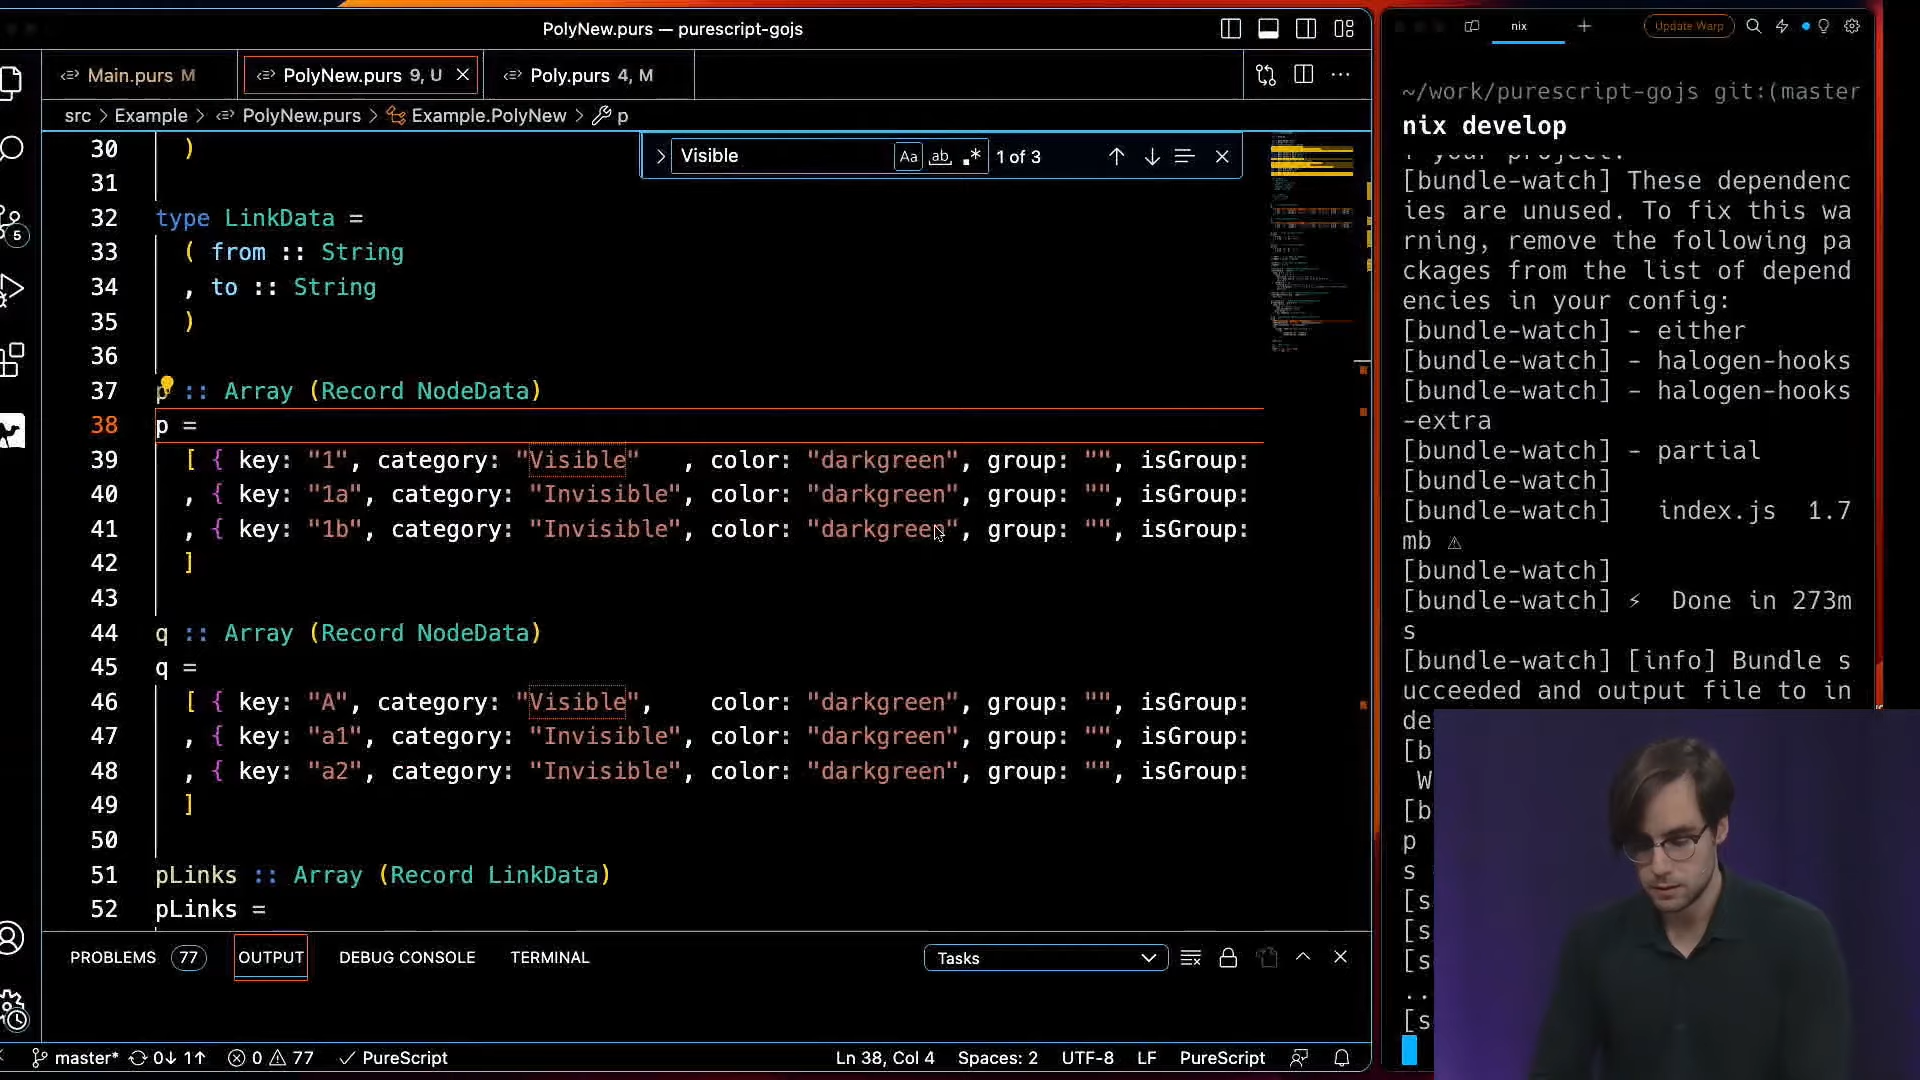 PolyNew.purs — purescript-gojs
Main.purs M
PolyNew.purs 9, U
Poly.purs 4, M
src > Example > PolyNew.purs > Example.PolyNew > p
Visible
Aa
ab
.*
1 of 3
30 )
31
32 type LinkData =
33 ( from :: String
34 , to :: String
35 )
36
37 p :: Array (Record NodeData)
38 p =
39 [ { key: "1", category: "Visible"   , color: "darkgreen", group: "", isGroup:
40 , { key: "1a", category: "Invisible", color: "darkgreen", group: "", isGroup:
41 , { key: "1b", category: "Invisible", color: "darkgreen", group: "", isGroup:
42 ]
43
44 q :: Array (Record NodeData)
45 q =
46 [ { key: "A", category: "Visible",    color: "darkgreen", group: "", isGroup:
47 , { key: "a1", category: "Invisible", color: "darkgreen", group: "", isGroup:
48 , { key: "a2", category: "Invisible", color: "darkgreen", group: "", isGroup:
49 ]
50
51 pLinks :: Array (Record LinkData)
52 pLinks =
5
PROBLEMS 77
OUTPUT
DEBUG CONSOLE
TERMINAL
Tasks
master* 0↓ 1↑
0 77
PureScript
Ln 38, Col 4
Spaces: 2
UTF-8
LF
PureScript
nix
Update Warp
~/work/purescript-gojs git:(master
nix develop
f your project.
[bundle-watch] These dependenc
ies are unused. To fix this wa
rning, remove the following pa
ckages from the list of depend
encies in your config:
[bundle-watch] - either
[bundle-watch] - halogen-hooks
[bundle-watch] - halogen-hooks
-extra
[bundle-watch] - partial
[bundle-watch]
[bundle-watch]   index.js  1.7
mb ⚠
[bundle-watch]
[bundle-watch] ⚡ Done in 273m
s
[bundle-watch] [info] Bundle s
ucceeded and output file to in
de
[b
W
[b
p
s
[s
[s
[s
..
[s